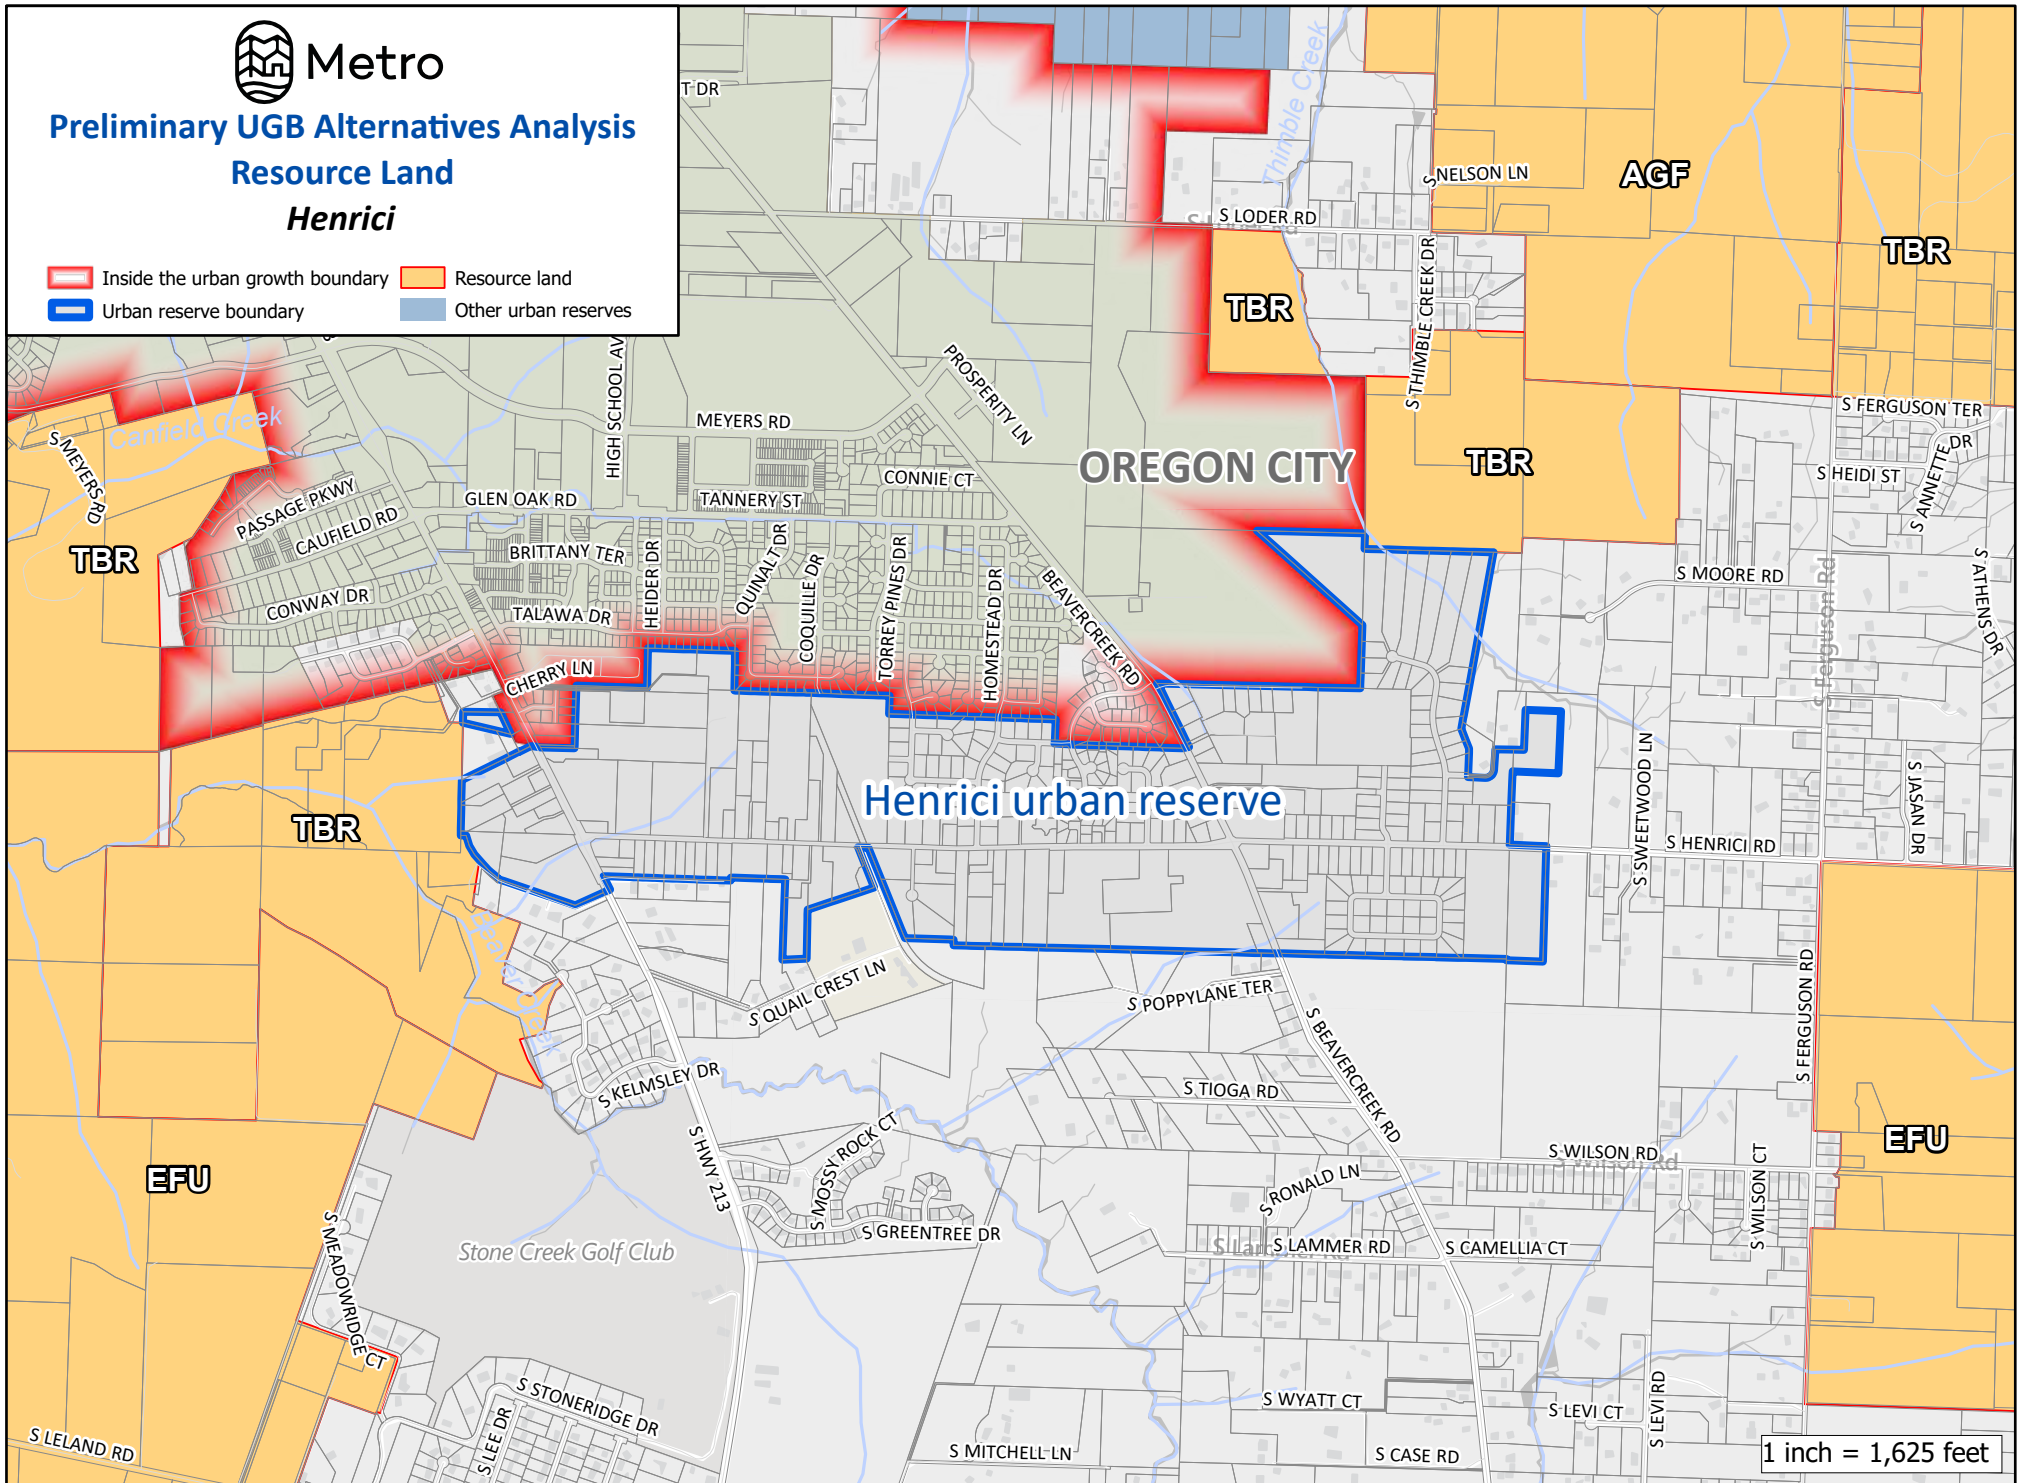 Metro
Preliminary UGB Alternatives Analysis
Resource Land
Henrici
Inside the urban growth boundary
Resource land
Urban reserve boundary
Other urban reserves
T DR
Thimble Creek
S NELSON LN
AGF
S LODER RD
TBR
TBR
S THIMBLE CREEK DR
HIGH SCHOOL AV
PROSPERITY LN
Canfield Creek
S MEYERS RD
MEYERS RD
OREGON CITY
TBR
S FERGUSON TER
S HEIDI ST
S ANNETTE DR
CONNIE CT
GLEN OAK RD
TANNERY ST
PASSAGE PKWY
CAUFIELD RD
TBR
BRITTANY TER
HEIDER DR
QUINALT DR
COQUILLE DR
TORREY PINES DR
HOMESTEAD DR
BEAVERCREEK RD
S MOORE RD
S Ferguson Rd
S ATHENS DR
CONWAY DR
TALAWA DR
CHERRY LN
Henrici urban reserve
TBR
S SWEETWOOD LN
S HENRICI RD
S JASAN DR
Beaver Creek
S QUAIL CREST LN
S POPPYLANE TER
S BEAVERCREEK RD
S FERGUSON RD
S KELMSLEY DR
S TIOGA RD
S HWY 213
S MOSSY ROCK CT
S GREENTREE DR
S WILSON RD
S Wilson Rd
S WILSON CT
EFU
EFU
S RONALD LN
S LAMMER RD
S CAMELLIA CT
S MEADOWRIDGE CT
Stone Creek Golf Club
S STONERIDGE DR
S LEE DR
S LELAND RD
S WYATT CT
S LEVI CT
S LEVI RD
S MITCHELL LN
S CASE RD
1 inch = 1,625 feet